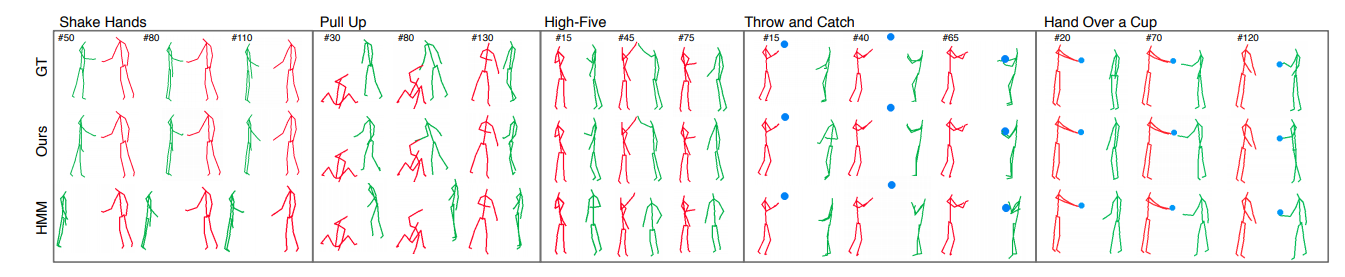 Shake Hands Pull Up High-Five Throw and Catch Hand Over a Cup
#50 #80 #110 #30 #80 #130 #15 #45 #75 #15 #40 #65 #20 #70 #120
GT
Ours
HMM